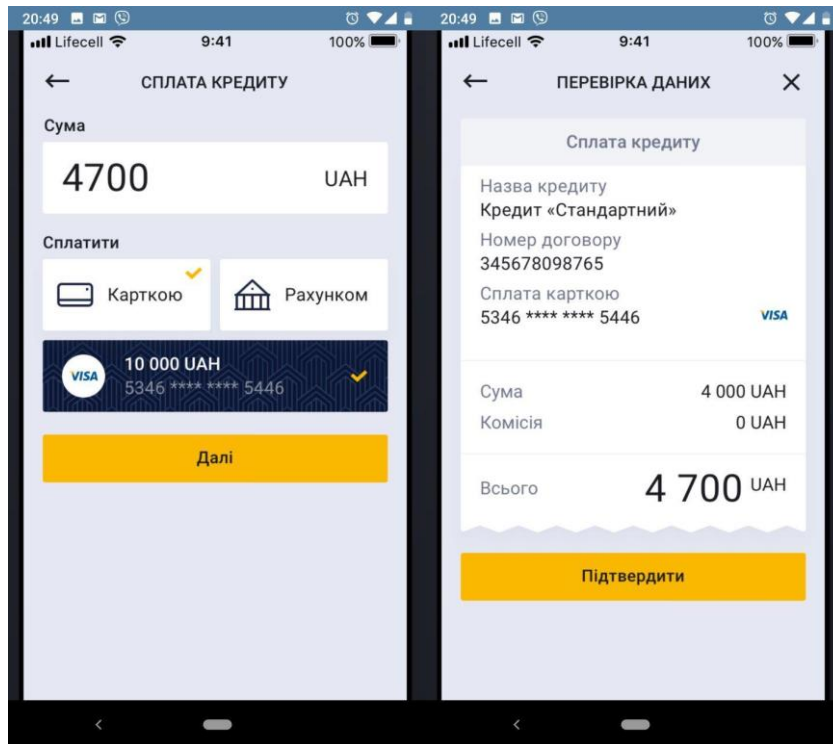 20:49
Lifecell 9:41 100%
СПЛАТА КРЕДИТУ
Сума
4700 UAH
Сплатити
Карткою Рахунком
VISA
10 000 UAH
5346 **** **** 5446
Далі
20:49
Lifecell 9:41 100%
ПЕРЕВІРКА ДАНИХ
Сплата кредиту
Назва кредиту
Кредит «Стандартний»
Номер договору
345678098765
Сплата карткою
5346 **** **** 5446 VISA
Сума 4 000 UAH
Комісія 0 UAH
Всього 4 700 UAH
Підтвердити